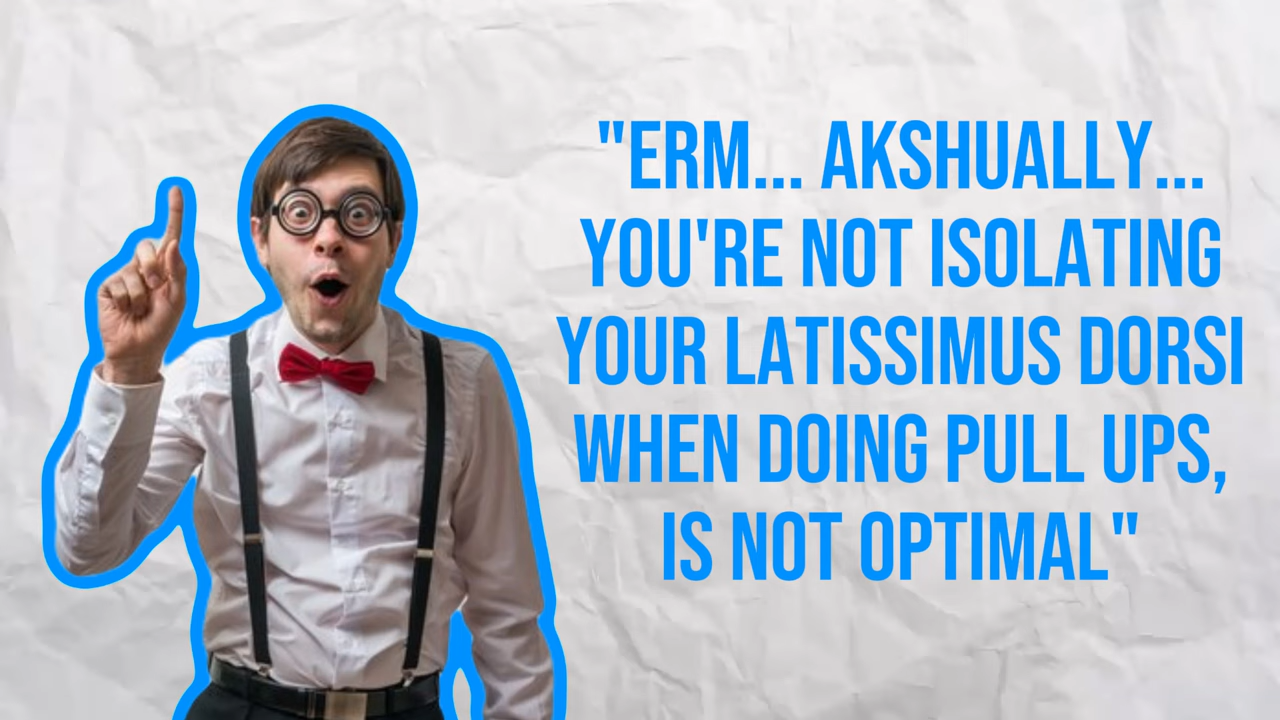 "ERM... AKSHUALLY...
YOU'RE NOT ISOLATING
YOUR LATISSIMUS DORSI
WHEN DOING PULL UPS,
IS NOT OPTIMAL"